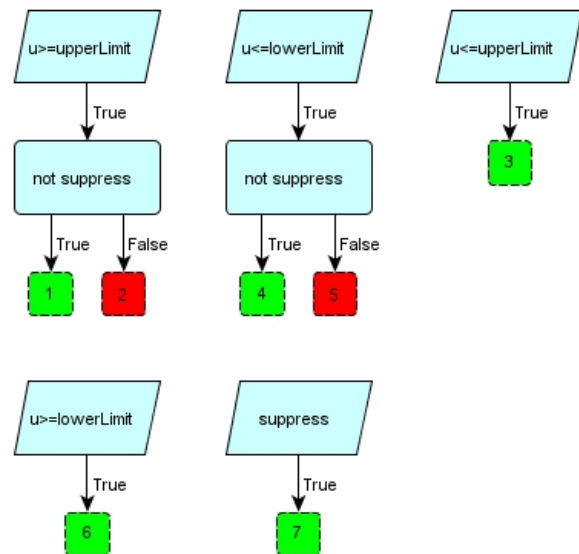 u>=upperLimit
u<=lowerLimit
u<=upperLimit
True
True
True
not suppress
not suppress
3
True
False
True
False
1
2
4
5
u>=lowerLimit
suppress
True
True
6
7